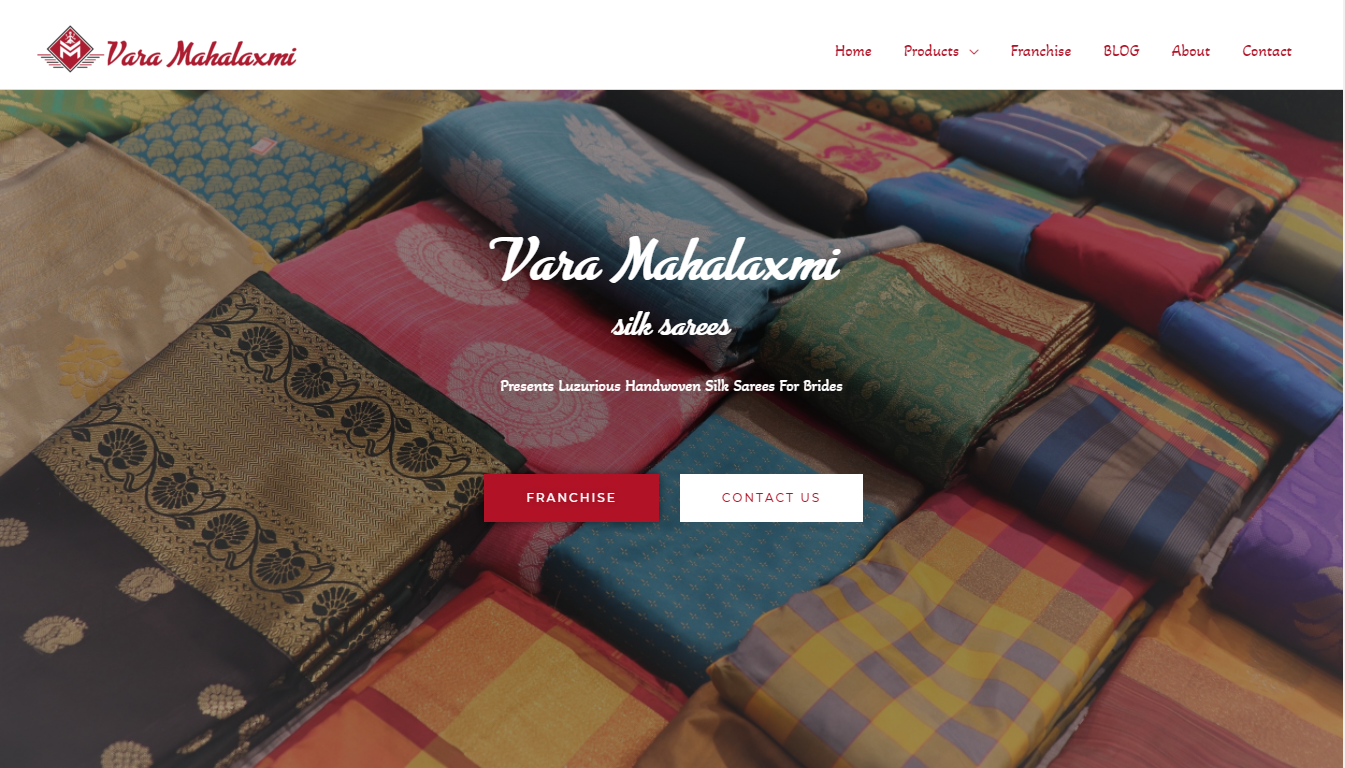 Vara Mahalaxmi
Home Products Franchise BLOG About Contact
Vara Mahalaxmi
silk sarees
Presents Luzurious Handwoven Silk Sarees For Brides
FRANCHISE
CONTACT US